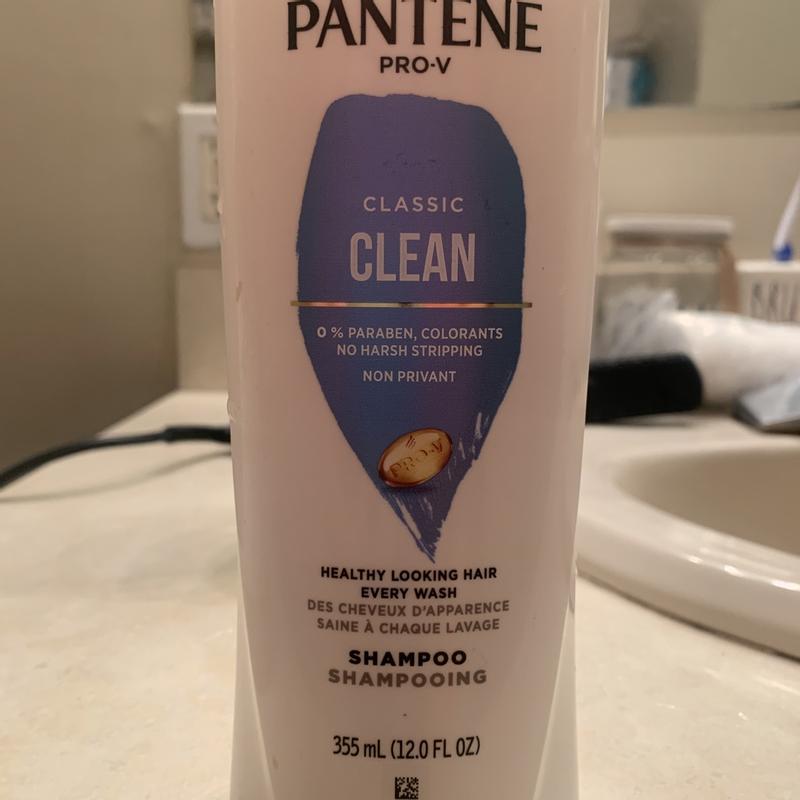 PANTENE
PRO-V
CLASSIC
CLEAN
0 % PARABEN, COLORANTS
NO HARSH STRIPPING
NON PRIVANT
PRO-V
HEALTHY LOOKING HAIR
EVERY WASH
DES CHEVEUX D'APPARENCE
SAINE À CHAQUE LAVAGE
SHAMPOO
SHAMPOOING
355 mL (12.0 FL OZ)